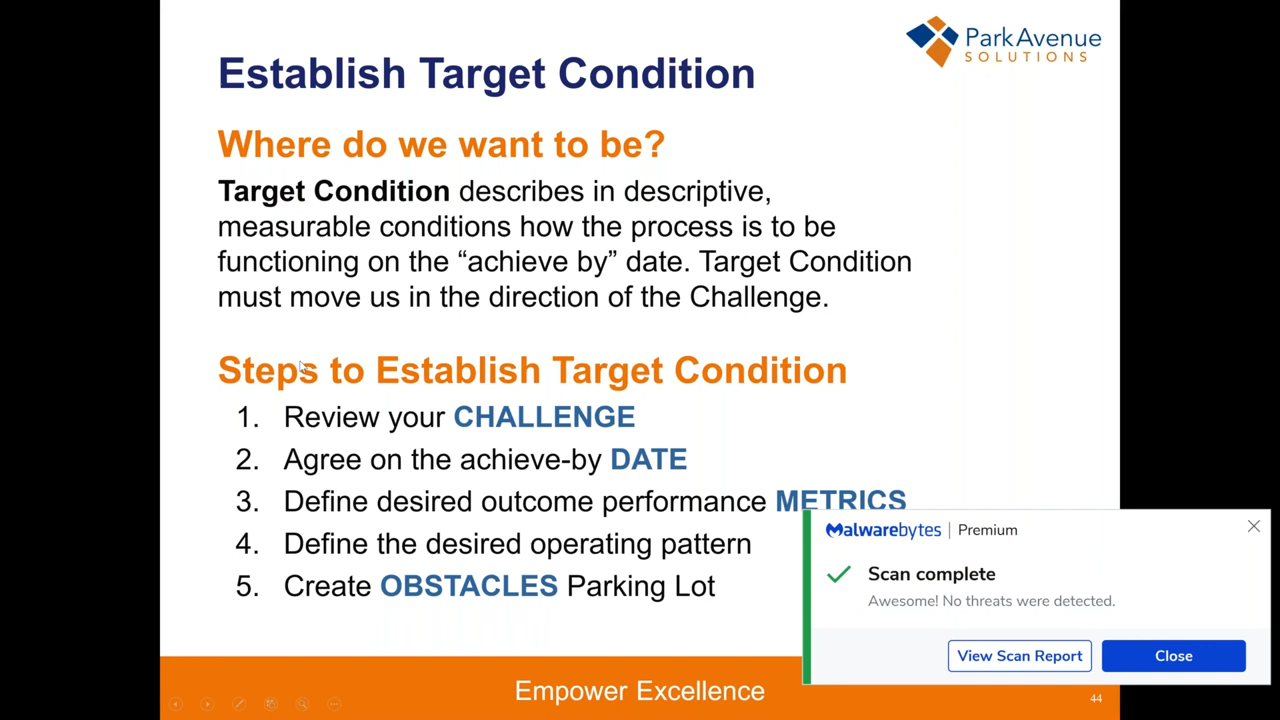 ParkAvenue
SOLUTIONS
Establish Target Condition
Where do we want to be?
Target Condition describes in descriptive,
measurable conditions how the process is to be
functioning on the “achieve by” date. Target Condition
must move us in the direction of the Challenge.
Steps to Establish Target Condition
1. Review your CHALLENGE
2. Agree on the achieve-by DATE
3. Define desired outcome performance METRICS
4. Define the desired operating pattern
5. Create OBSTACLES Parking Lot
Malwarebytes | Premium
Scan complete
Awesome! No threats were detected.
View Scan Report Close
Empower Excellence
44